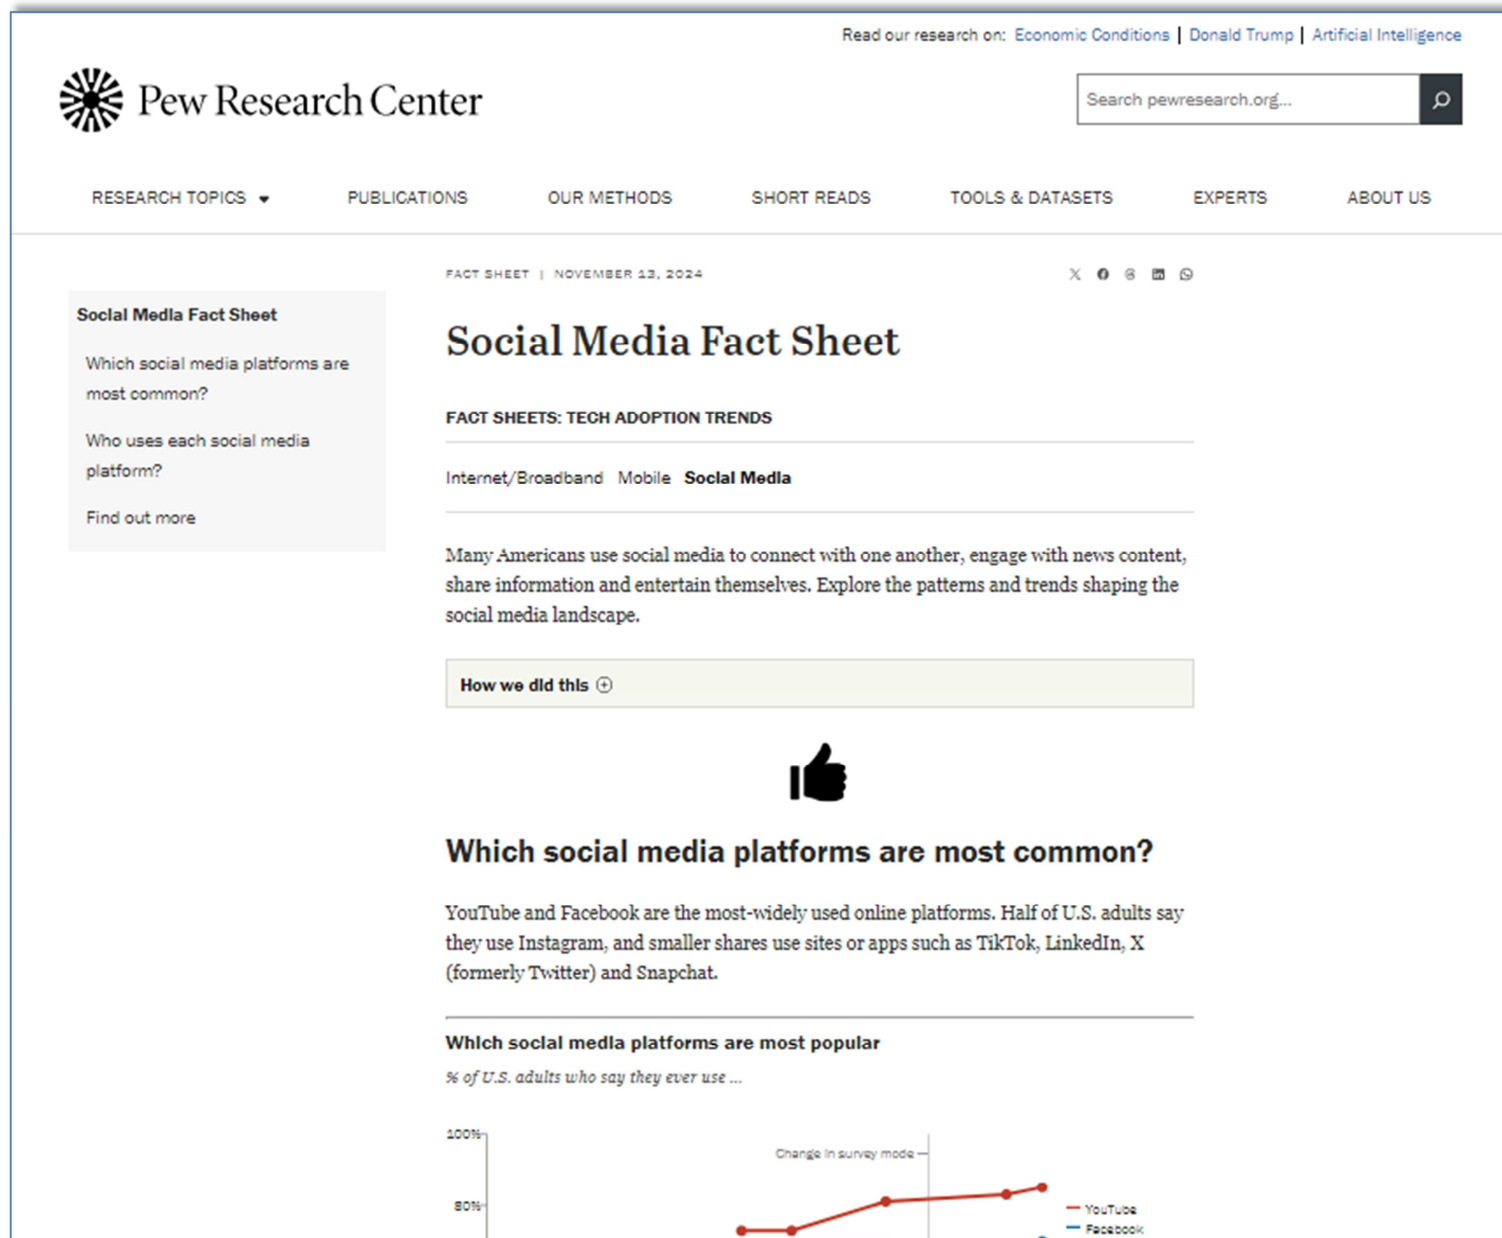 Read our research on: Economic Conditions | Donald Trump | Artificial Intelligence
Pew Research Center
Search pewresearch.org...
RESEARCH TOPICS PUBLICATIONS OUR METHODS SHORT READS TOOLS & DATASETS EXPERTS ABOUT US
Social Media Fact Sheet
Which social media platforms are
most common?
Who uses each social media
platform?
Find out more
FACT SHEET | NOVEMBER 13, 2024
Social Media Fact Sheet
FACT SHEETS: TECH ADOPTION TRENDS
Internet/Broadband Mobile Social Media
Many Americans use social media to connect with one another, engage with news content,
share information and entertain themselves. Explore the patterns and trends shaping the
social media landscape.
How we did this
Which social media platforms are most common?
YouTube and Facebook are the most-widely used online platforms. Half of U.S. adults say
they use Instagram, and smaller shares use sites or apps such as TikTok, LinkedIn, X
(formerly Twitter) and Snapchat.
Which social media platforms are most popular
% of U.S. adults who say they ever use ...
100%
Change in survey mode
80%
YouTube
Facebook